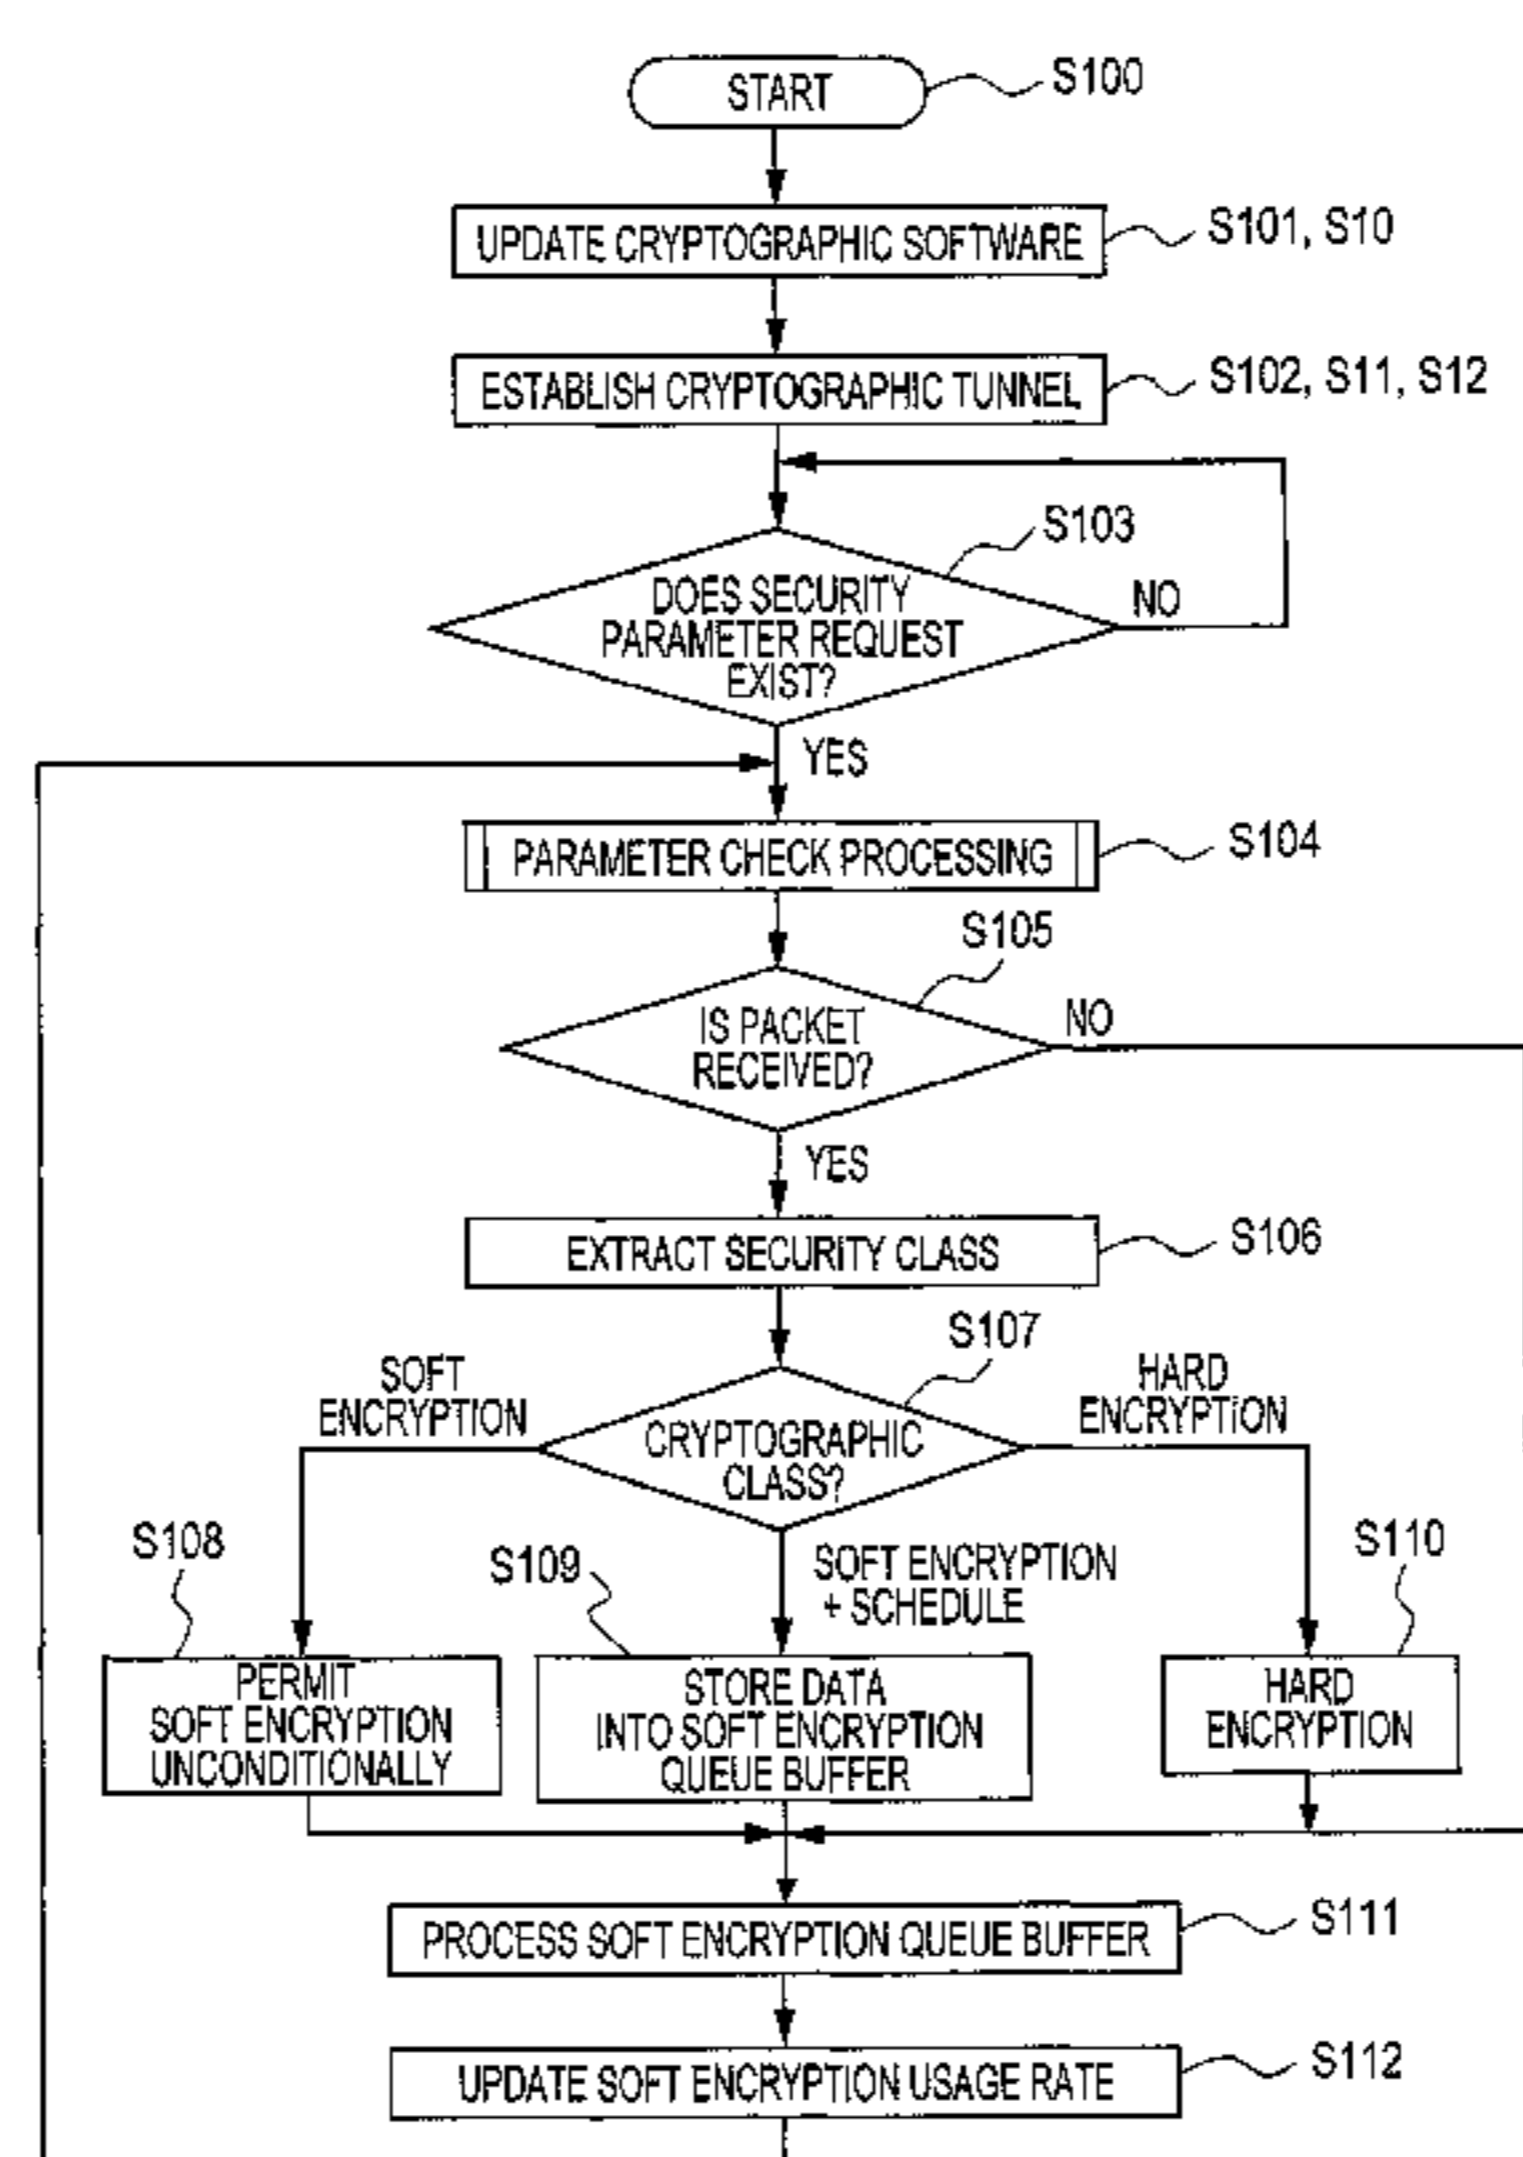 START
S100
UPDATE CRYPTOGRAPHIC SOFTWARE
S101, S10
ESTABLISH CRYPTOGRAPHIC TUNNEL
S102, S11, S12
S103
DOES SECURITY
PARAMETER REQUEST
EXIST?
NO
YES
PARAMETER CHECK PROCESSING
S104
S105
IS PACKET
RECEIVED?
NO
YES
EXTRACT SECURITY CLASS
S106
S107
SOFT
ENCRYPTION
CRYPTOGRAPHIC
CLASS?
HARD
ENCRYPTION
S108
S109
SOFT ENCRYPTION
+ SCHEDULE
S110
PERMIT
SOFT ENCRYPTION
UNCONDITIONALLY
STORE DATA
INTO SOFT ENCRYPTION
QUEUE BUFFER
HARD
ENCRYPTION
PROCESS SOFT ENCRYPTION QUEUE BUFFER
S111
UPDATE SOFT ENCRYPTION USAGE RATE
S112